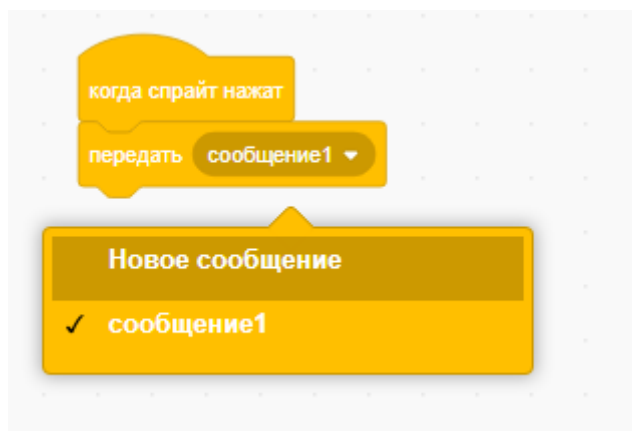 когда спрайт нажат
передать сообщение1
Новое сообщение
✓ сообщение1